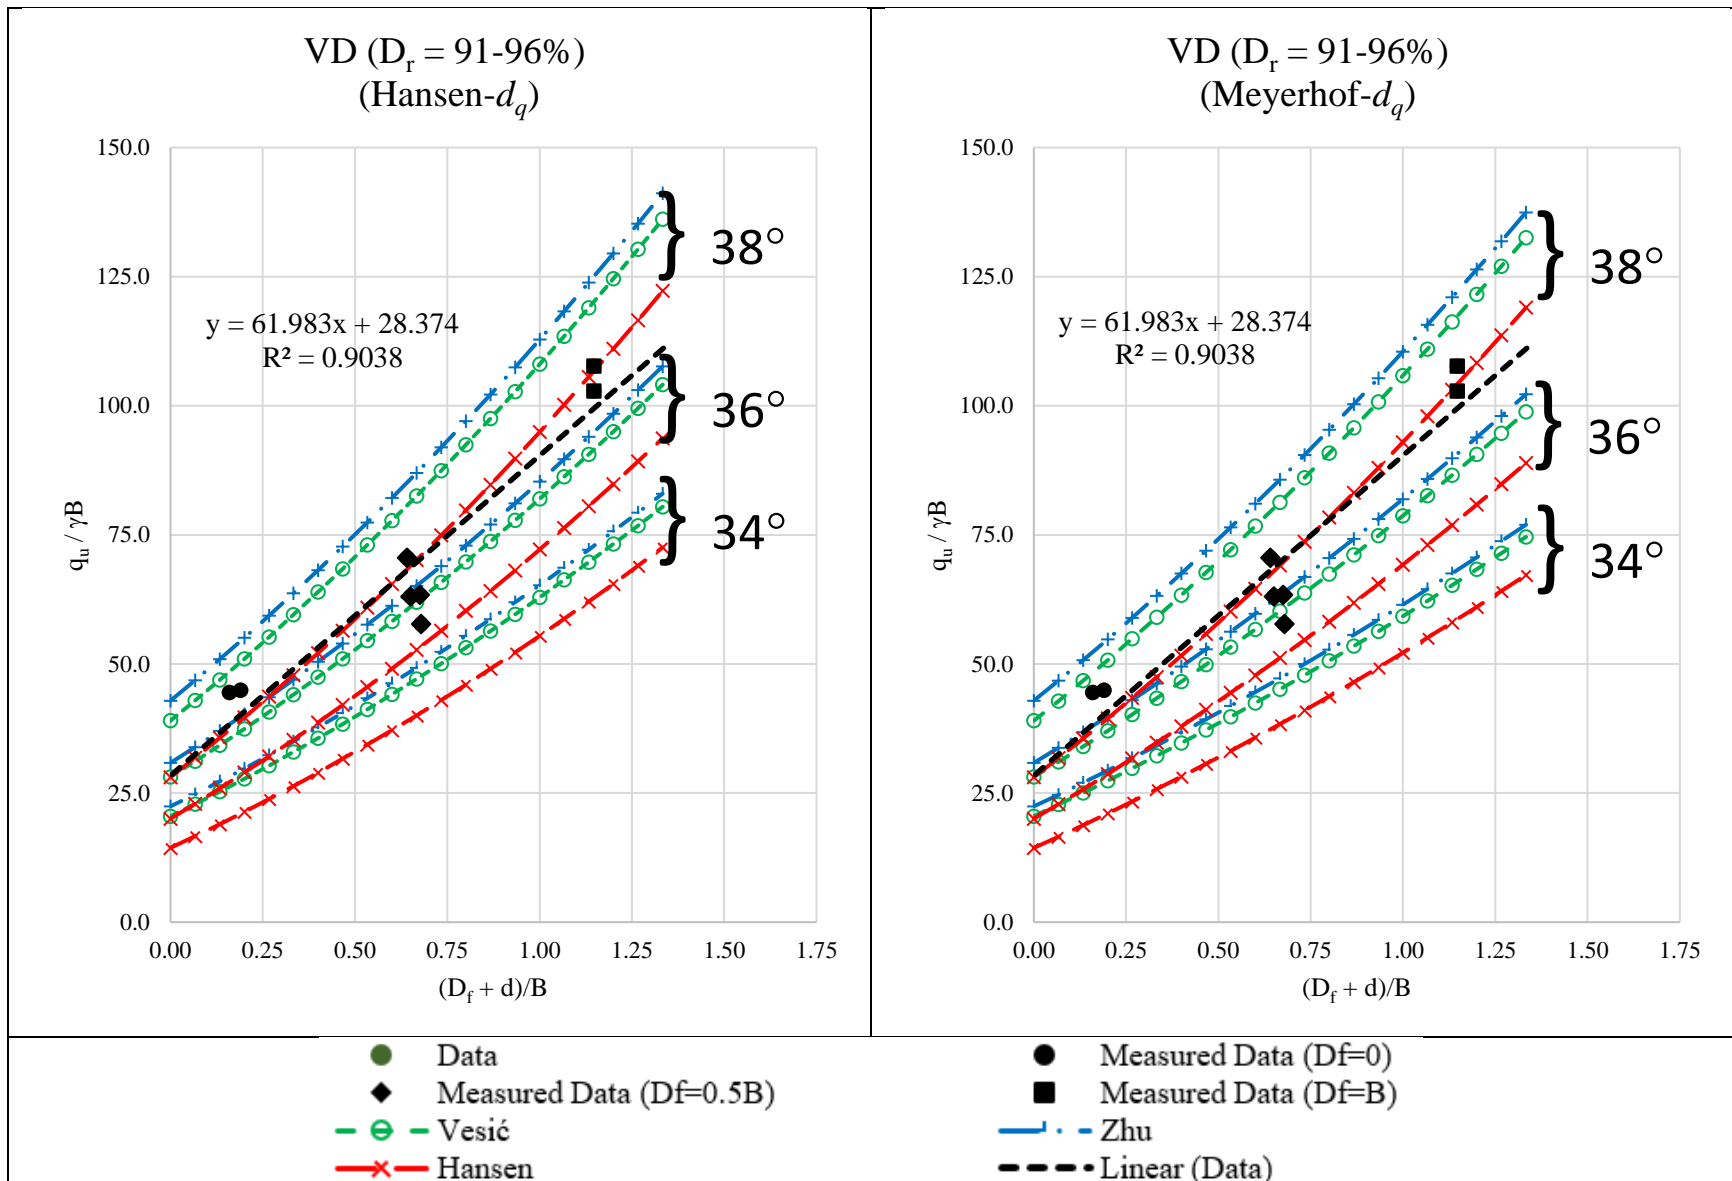 VD (Dr = 91-96%)
(Hansen-dq)
150.0
125.0
100.0
75.0
50.0
25.0
0.0
qu / γB
y = 61.983x + 28.374
R² = 0.9038
38°
36°
34°
0.00 0.25 0.50 0.75 1.00 1.25 1.50 1.75
(Df + d)/B
VD (Dr = 91-96%)
(Meyerhof-dq)
150.0
125.0
100.0
75.0
50.0
25.0
0.0
qu / γB
y = 61.983x + 28.374
R² = 0.9038
38°
36°
34°
0.00 0.25 0.50 0.75 1.00 1.25 1.50 1.75
(Df + d)/B
Data
Measured Data (Df=0)
Measured Data (Df=0.5B)
Measured Data (Df=B)
Vesić
Zhu
Hansen
Linear (Data)